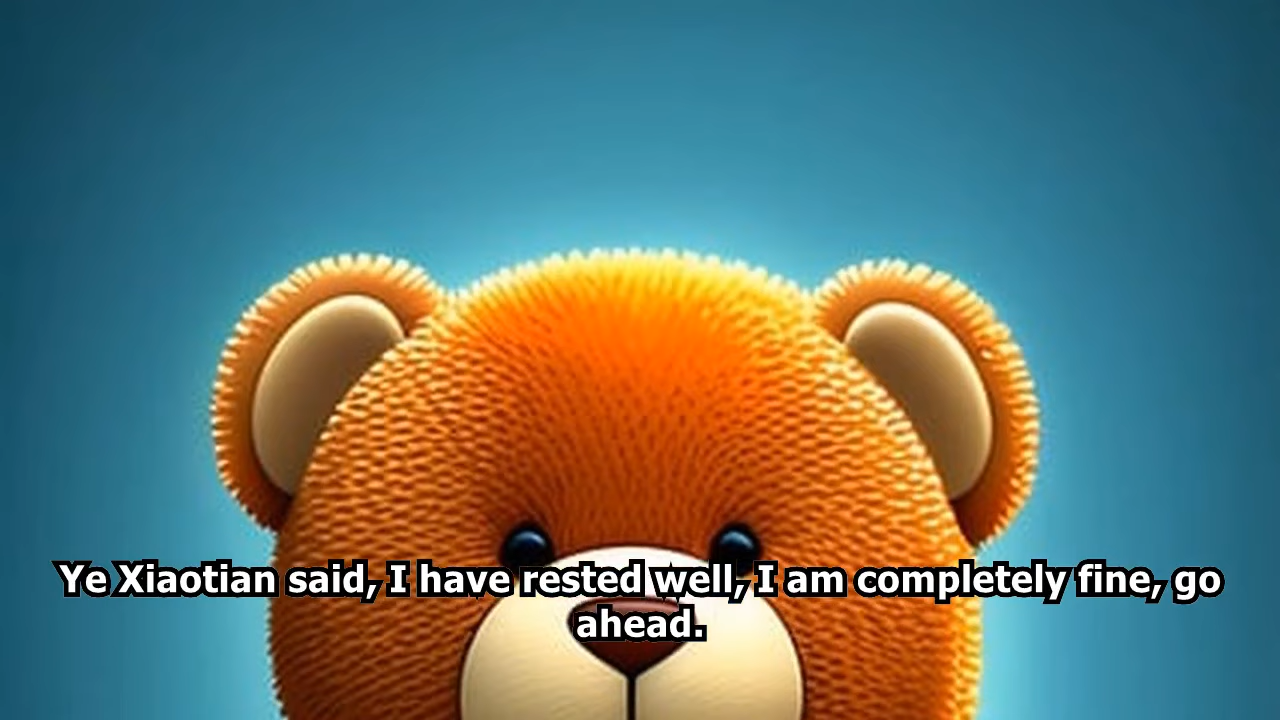 Ye Xiaotian said, I have rested well, I am completely fine, go
ahead.